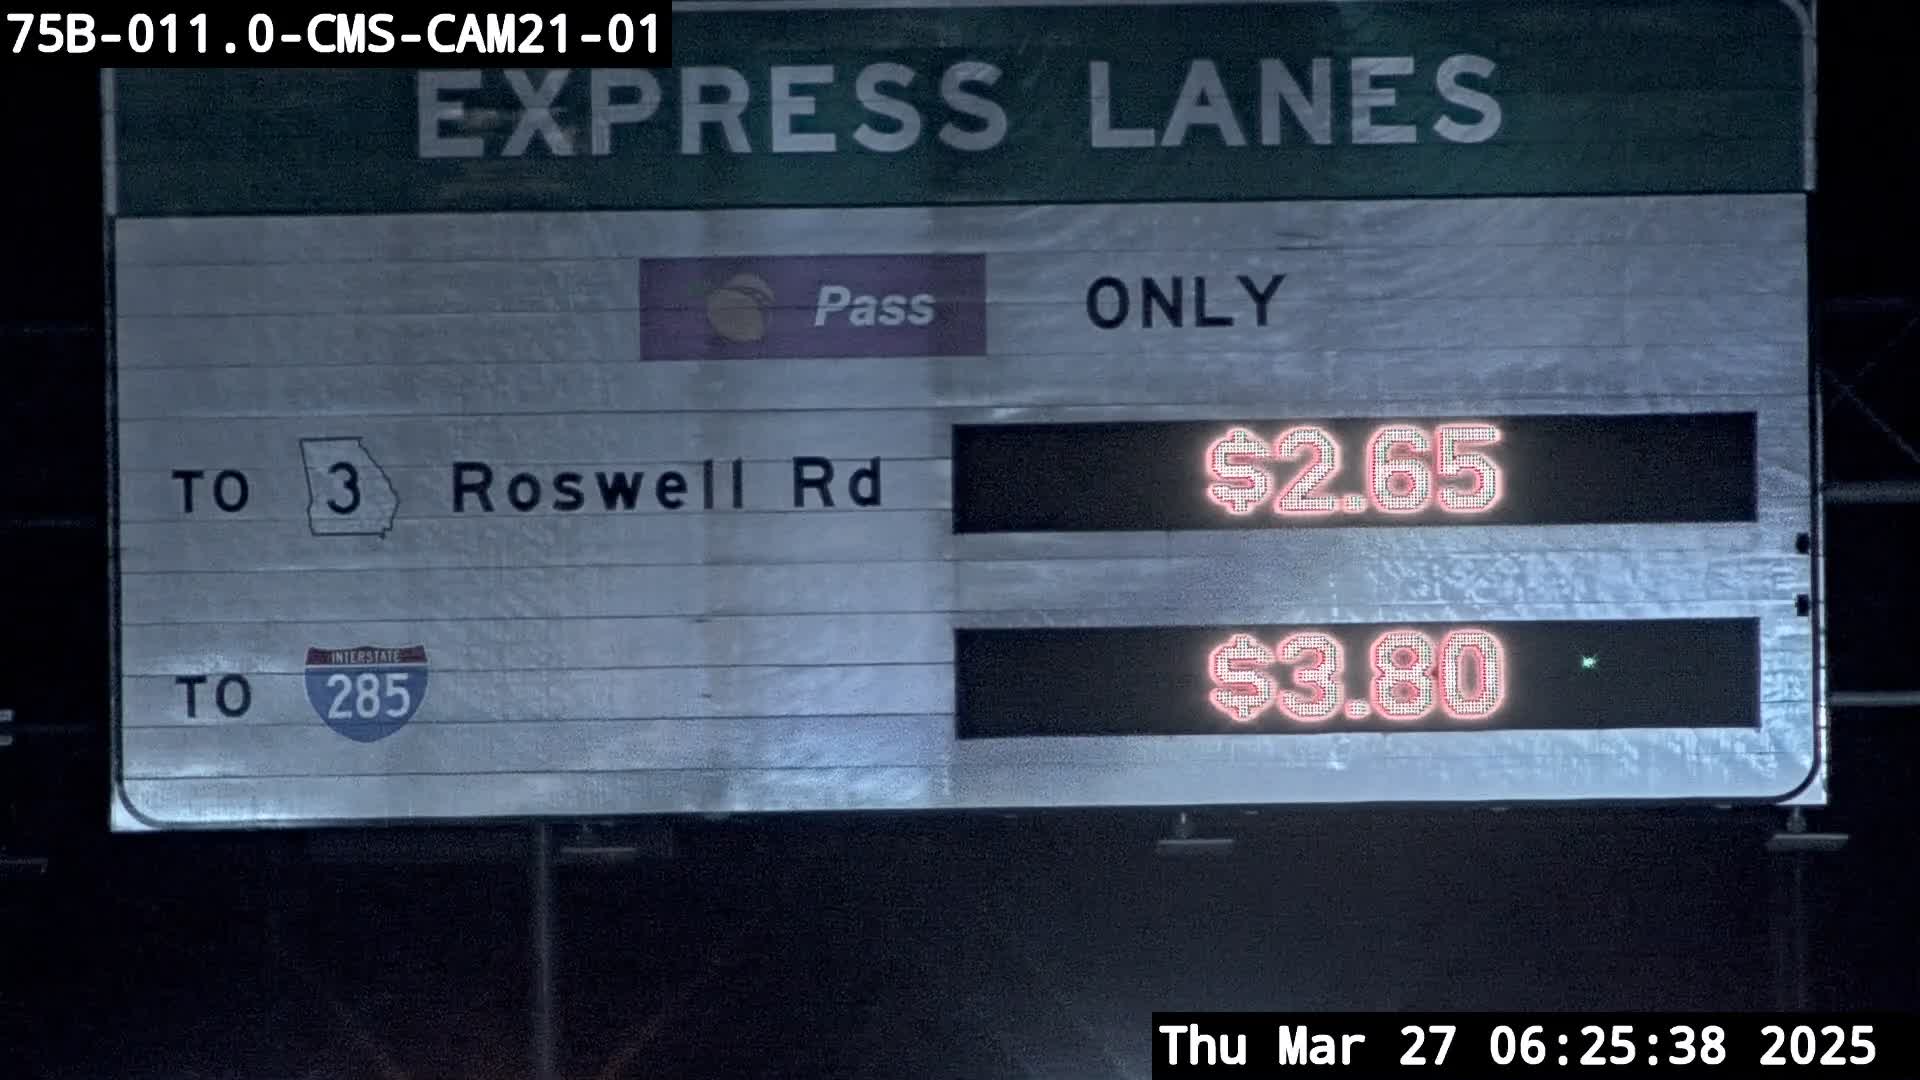 75B-011.0-CMS-CAM21-01
EXPRESS LANES
Pass ONLY
TO 3 Roswell Rd $2.65
INTERSTATE
TO 285 $3.80
Thu Mar 27 06:25:38 2025